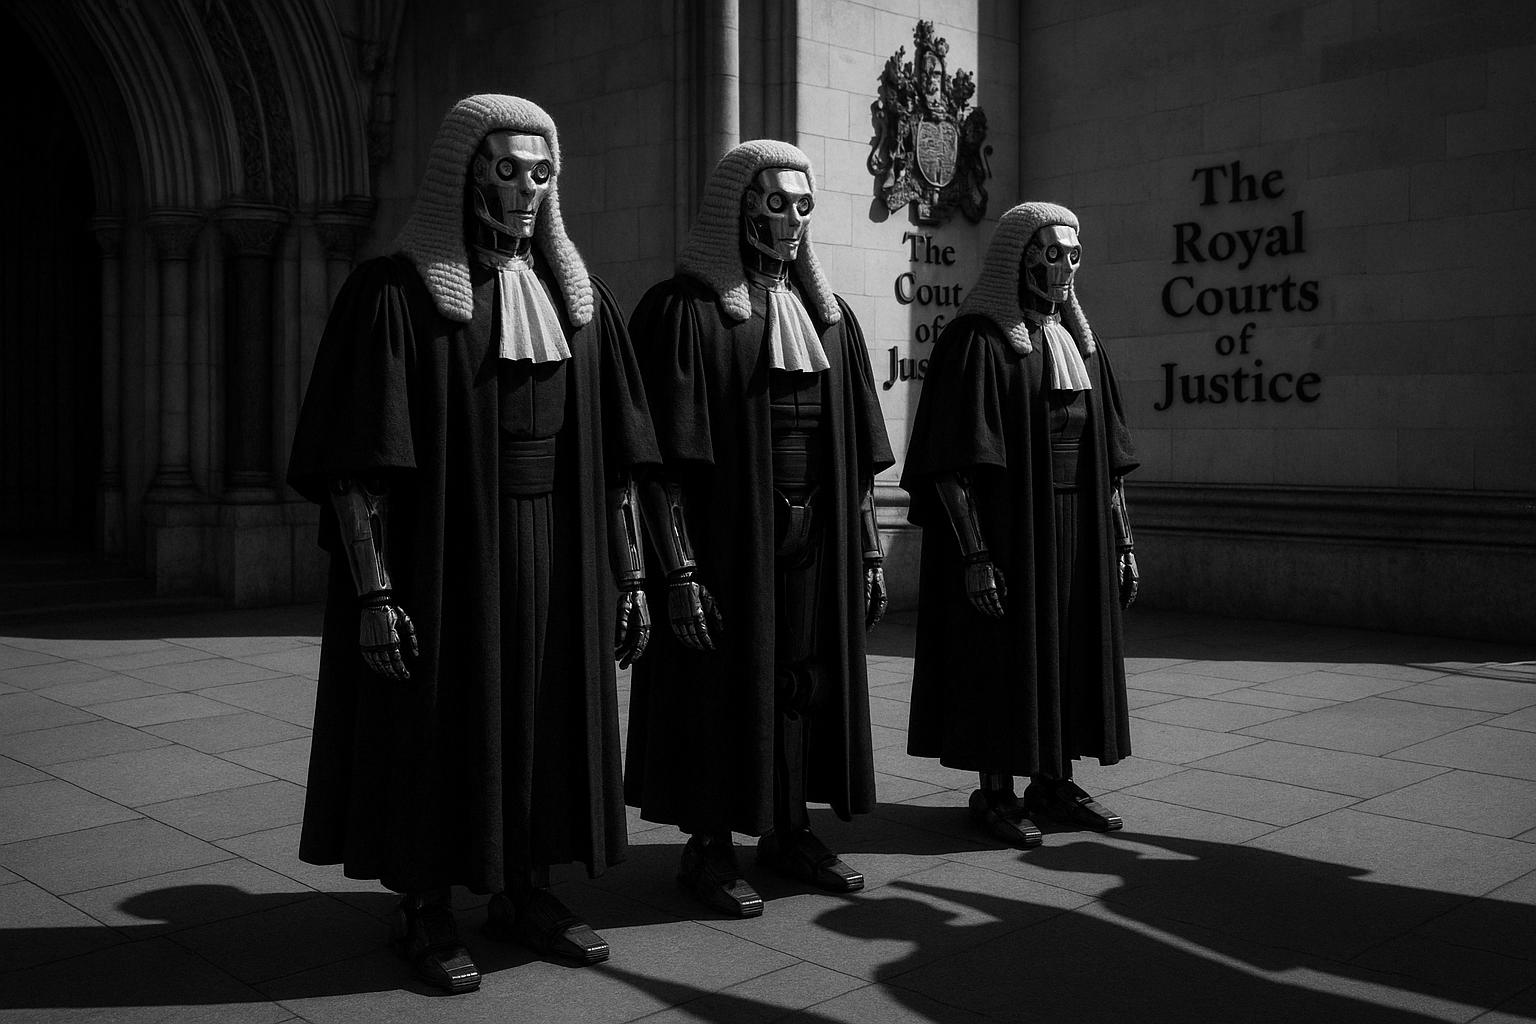 The
Cout
of
Jus
The
Royal
Courts
of
Justice